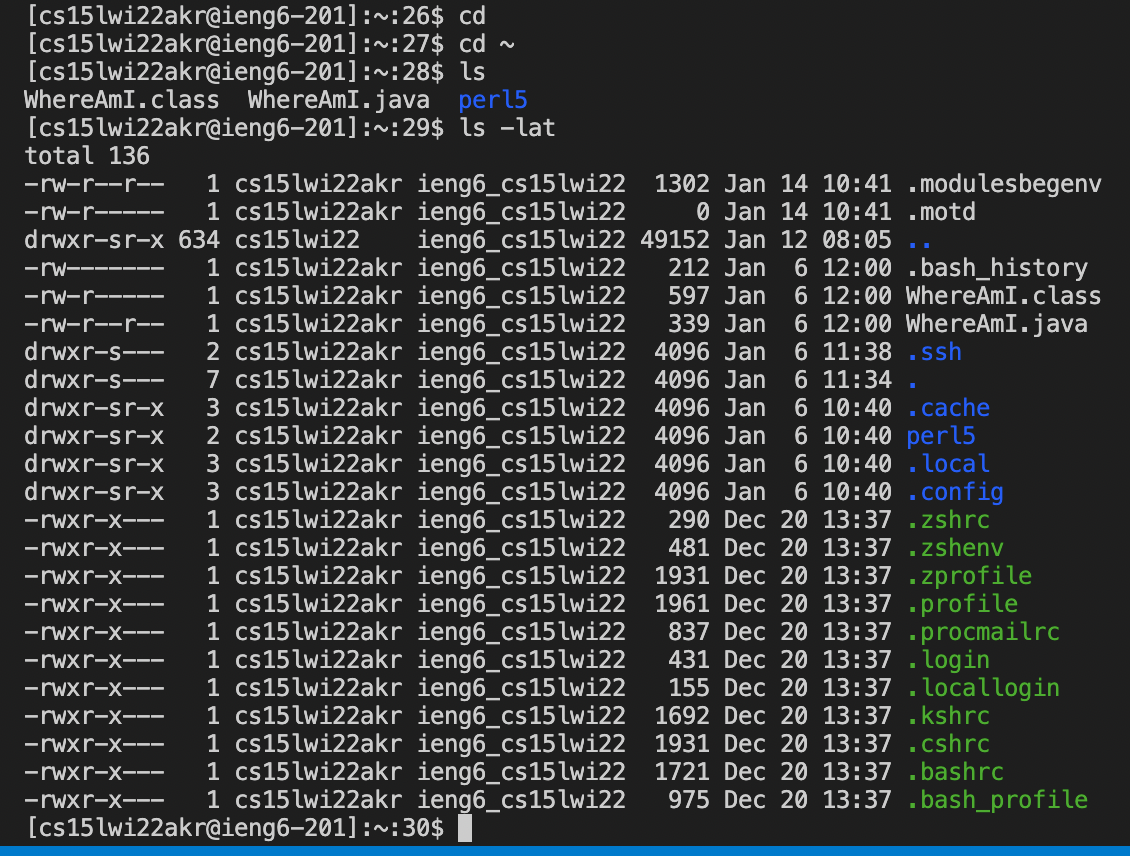 [cs15lwi22akr@ieng6-201]:~:26$ cd
[cs15lwi22akr@ieng6-201]:~:27$ cd ~
[cs15lwi22akr@ieng6-201]:~:28$ ls
WhereAmI.class  WhereAmI.java  perl5
[cs15lwi22akr@ieng6-201]:~:29$ ls -lat
total 136
-rw-r--r--   1 cs15lwi22akr ieng6_cs15lwi22  1302 Jan 14 10:41 .modulesbegenv
-rw-r-----   1 cs15lwi22akr ieng6_cs15lwi22     0 Jan 14 10:41 .motd
drwxr-sr-x 634 cs15lwi22    ieng6_cs15lwi22 49152 Jan 12 08:05 ..
-rw-------   1 cs15lwi22akr ieng6_cs15lwi22   212 Jan  6 12:00 .bash_history
-rw-r-----   1 cs15lwi22akr ieng6_cs15lwi22   597 Jan  6 12:00 WhereAmI.class
-rw-r--r--   1 cs15lwi22akr ieng6_cs15lwi22   339 Jan  6 12:00 WhereAmI.java
drwxr-s---   2 cs15lwi22akr ieng6_cs15lwi22  4096 Jan  6 11:38 .ssh
drwxr-s---   7 cs15lwi22akr ieng6_cs15lwi22  4096 Jan  6 11:34 .
drwxr-sr-x   3 cs15lwi22akr ieng6_cs15lwi22  4096 Jan  6 10:40 .cache
drwxr-sr-x   2 cs15lwi22akr ieng6_cs15lwi22  4096 Jan  6 10:40 perl5
drwxr-sr-x   3 cs15lwi22akr ieng6_cs15lwi22  4096 Jan  6 10:40 .local
drwxr-sr-x   3 cs15lwi22akr ieng6_cs15lwi22  4096 Jan  6 10:40 .config
-rwxr-x---   1 cs15lwi22akr ieng6_cs15lwi22   290 Dec 20 13:37 .zshrc
-rwxr-x---   1 cs15lwi22akr ieng6_cs15lwi22   481 Dec 20 13:37 .zshenv
-rwxr-x---   1 cs15lwi22akr ieng6_cs15lwi22  1931 Dec 20 13:37 .zprofile
-rwxr-x---   1 cs15lwi22akr ieng6_cs15lwi22  1961 Dec 20 13:37 .profile
-rwxr-x---   1 cs15lwi22akr ieng6_cs15lwi22   837 Dec 20 13:37 .procmailrc
-rwxr-x---   1 cs15lwi22akr ieng6_cs15lwi22   431 Dec 20 13:37 .login
-rwxr-x---   1 cs15lwi22akr ieng6_cs15lwi22   155 Dec 20 13:37 .locallogin
-rwxr-x---   1 cs15lwi22akr ieng6_cs15lwi22  1692 Dec 20 13:37 .kshrc
-rwxr-x---   1 cs15lwi22akr ieng6_cs15lwi22  1931 Dec 20 13:37 .cshrc
-rwxr-x---   1 cs15lwi22akr ieng6_cs15lwi22  1721 Dec 20 13:37 .bashrc
-rwxr-x---   1 cs15lwi22akr ieng6_cs15lwi22   975 Dec 20 13:37 .bash_profile
[cs15lwi22akr@ieng6-201]:~:30$